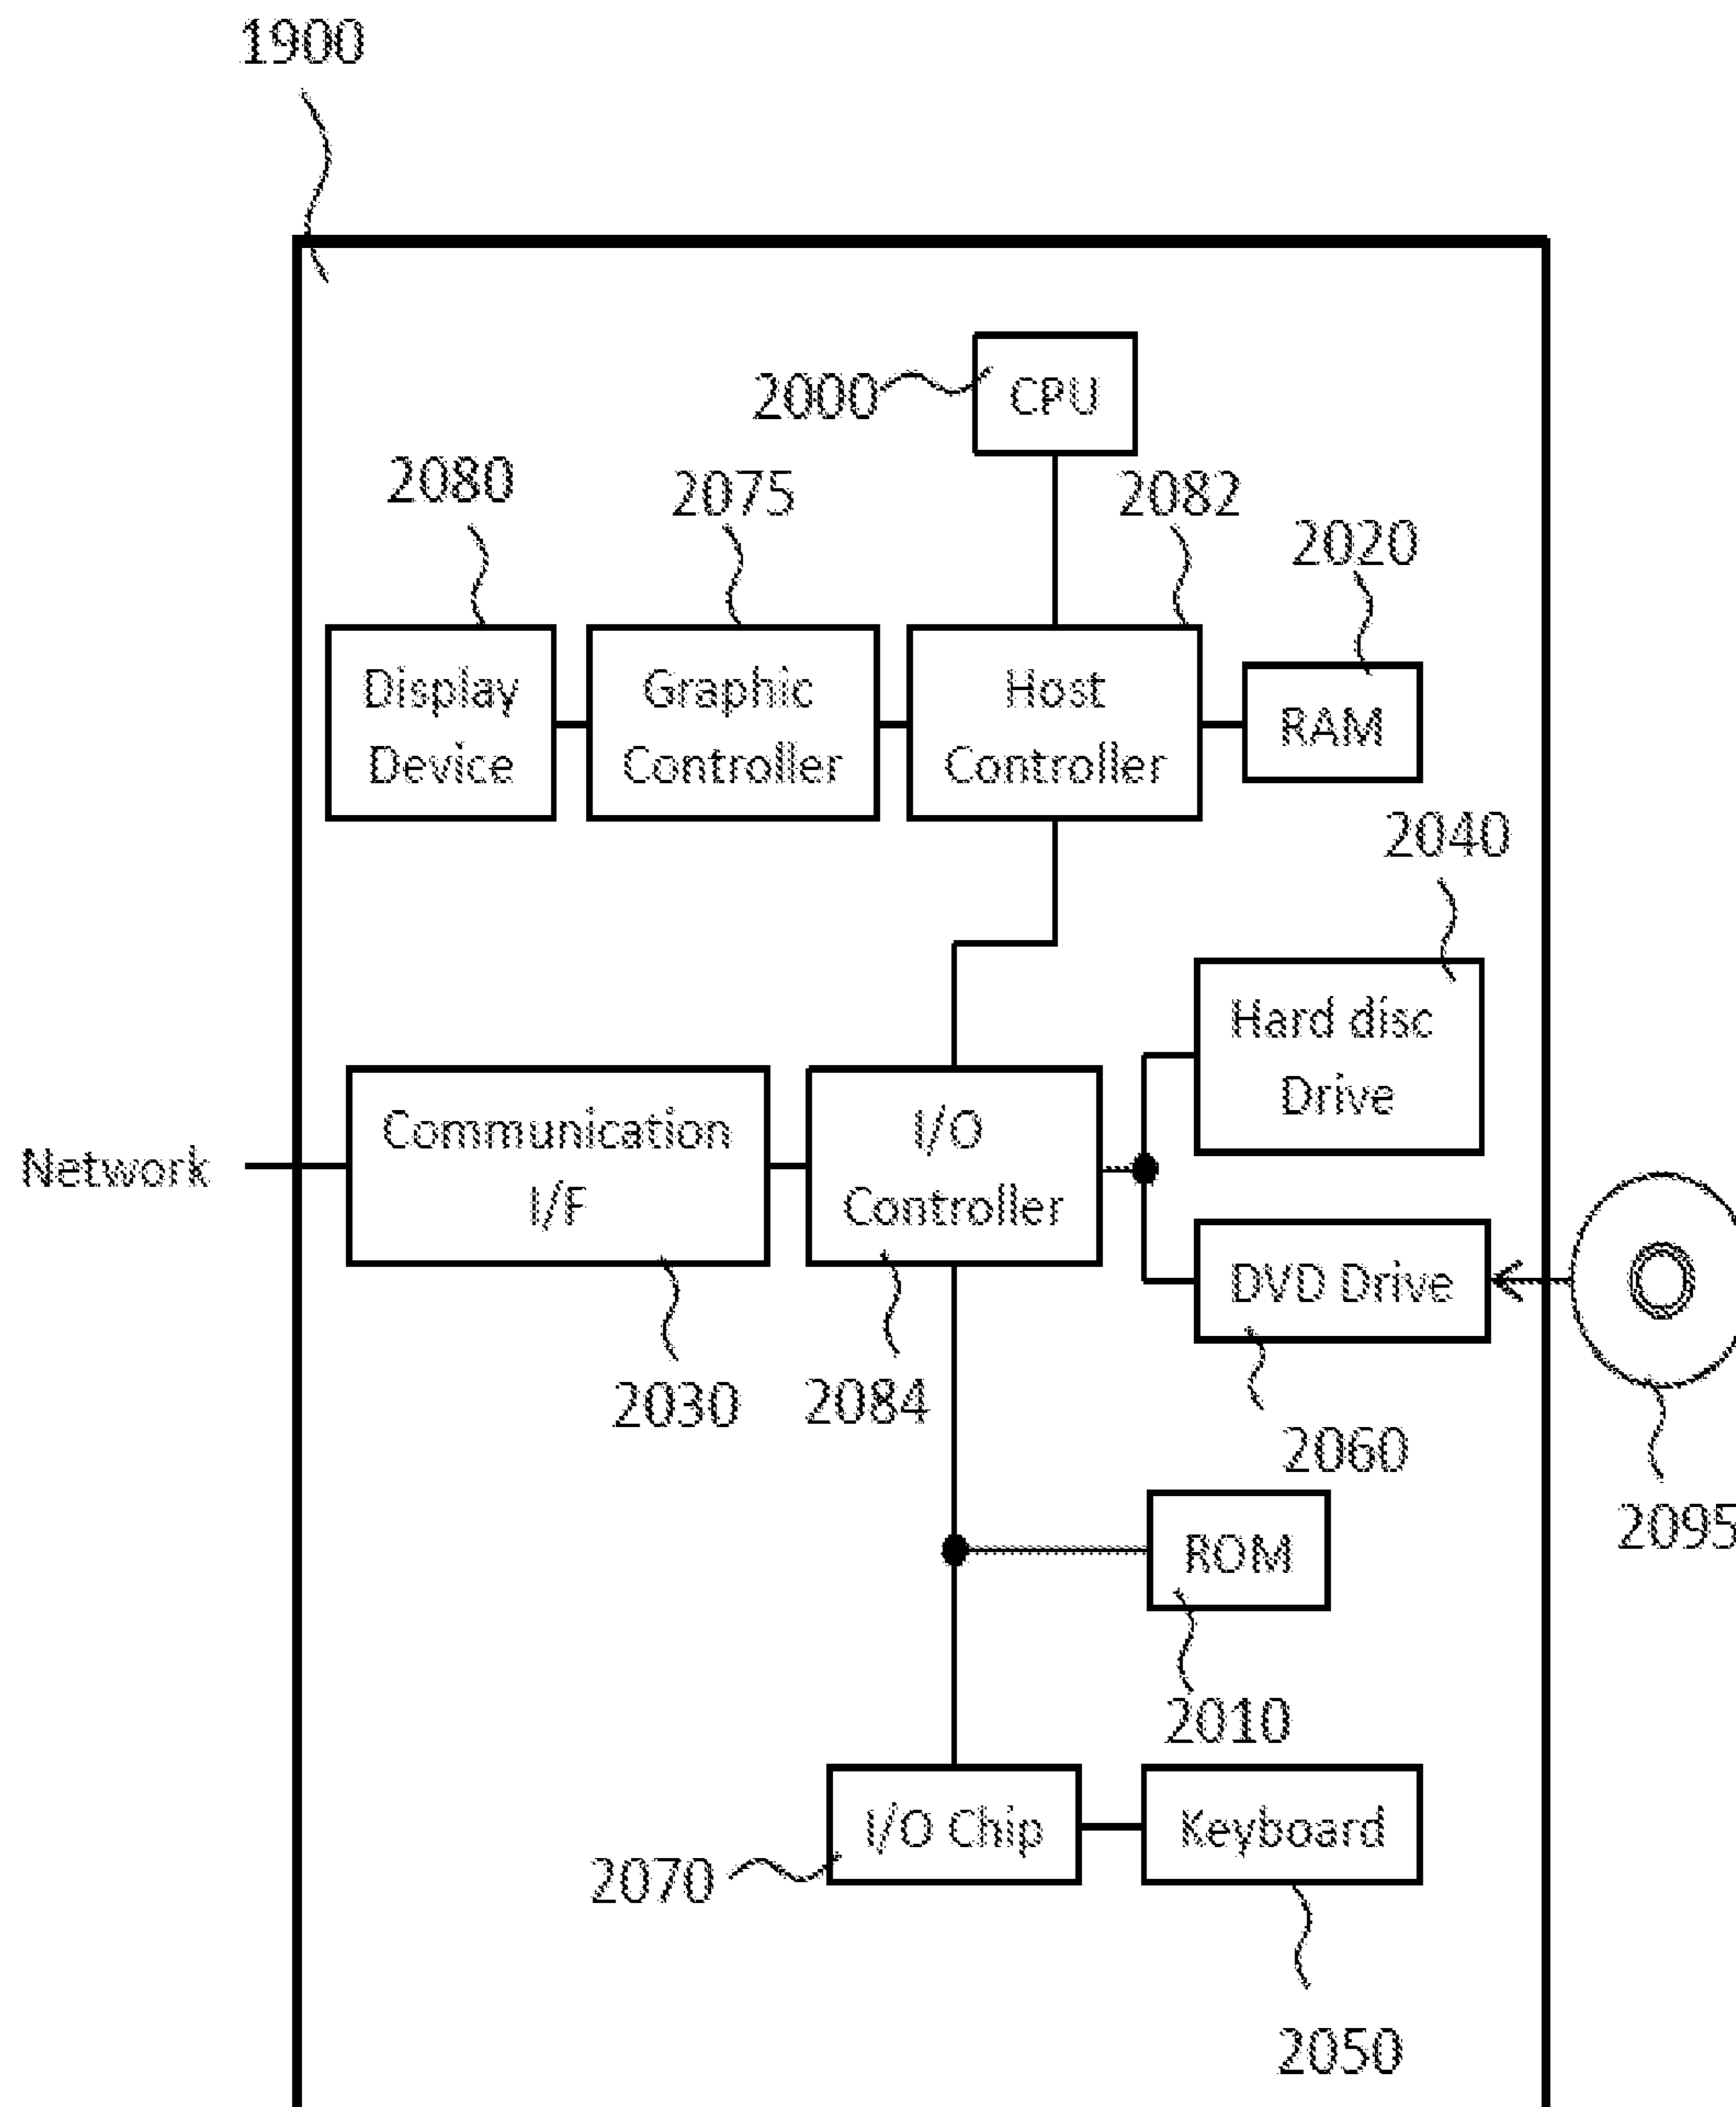 1900
2000
CPU
2080
2075
2082
2020
Display
Device
Graphic
Controller
Host
Controller
RAM
2040
Hard disc
Drive
Network
Communication
I/F
I/O
Controller
DVD Drive
2030
2084
2060
2095
ROM
2010
I/O Chip
Keyboard
2070
2050